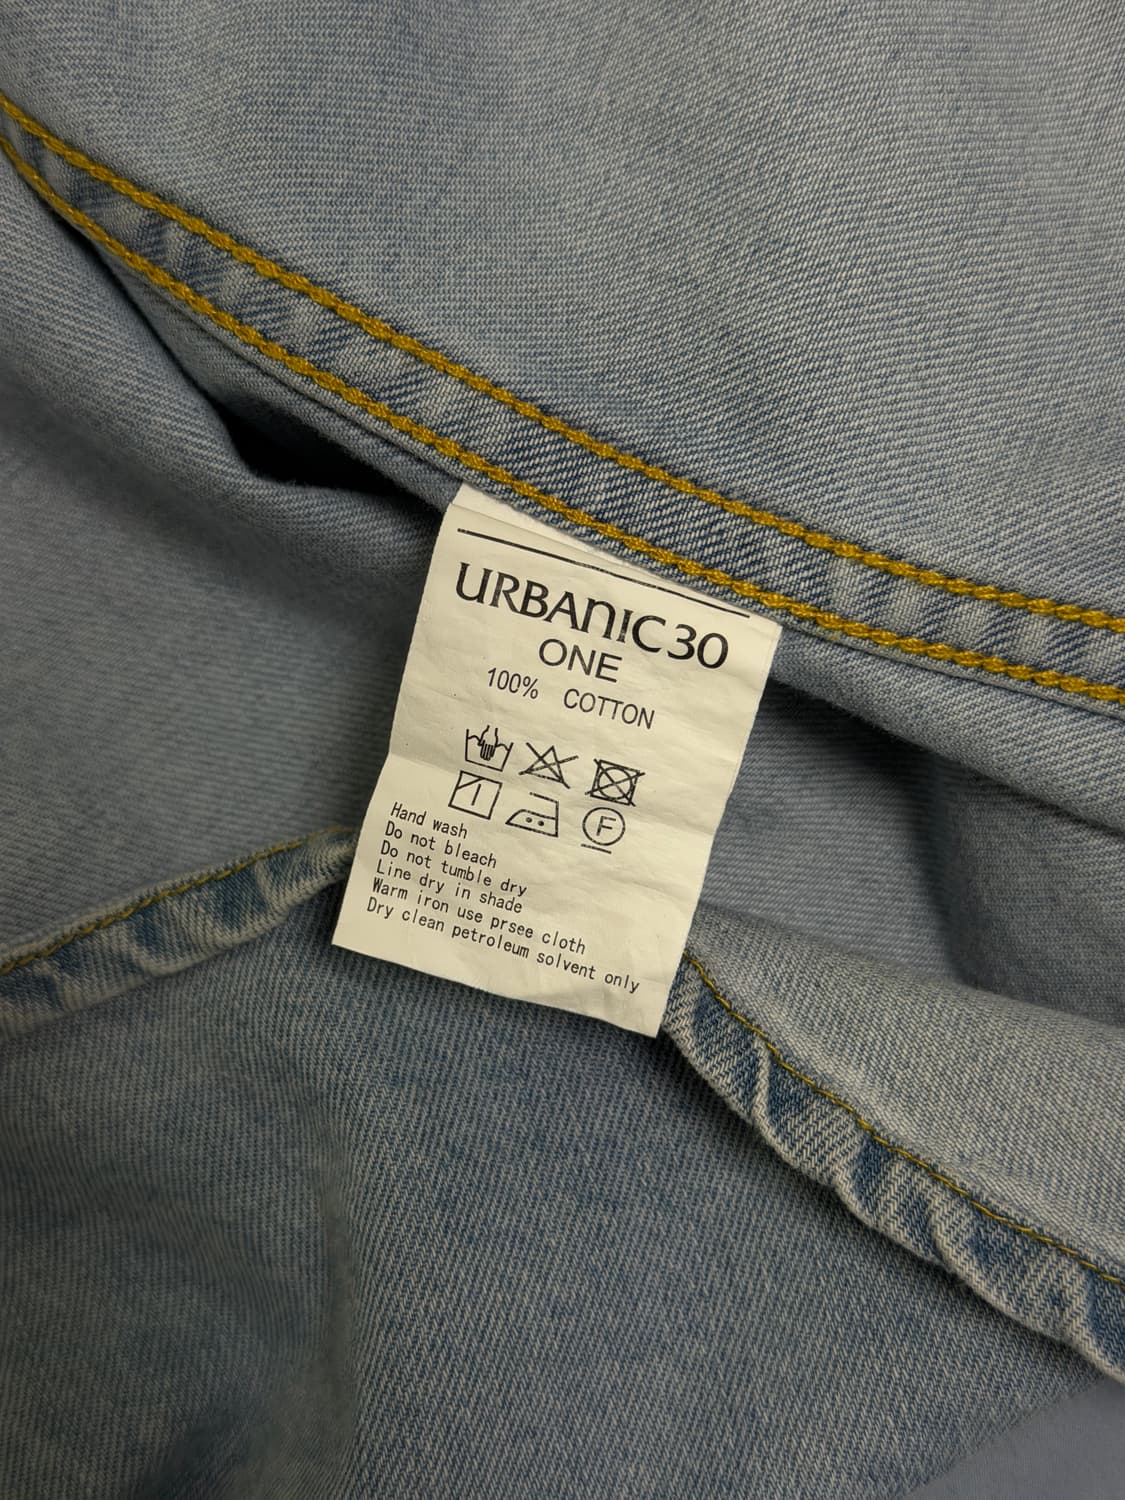 URBANIC30
ONE
100% COTTON
F
Hand wash
Do not bleach
Do not tumble dry
Line dry in shade
Warm iron use prsee cloth
Dry clean petroleum solvent only